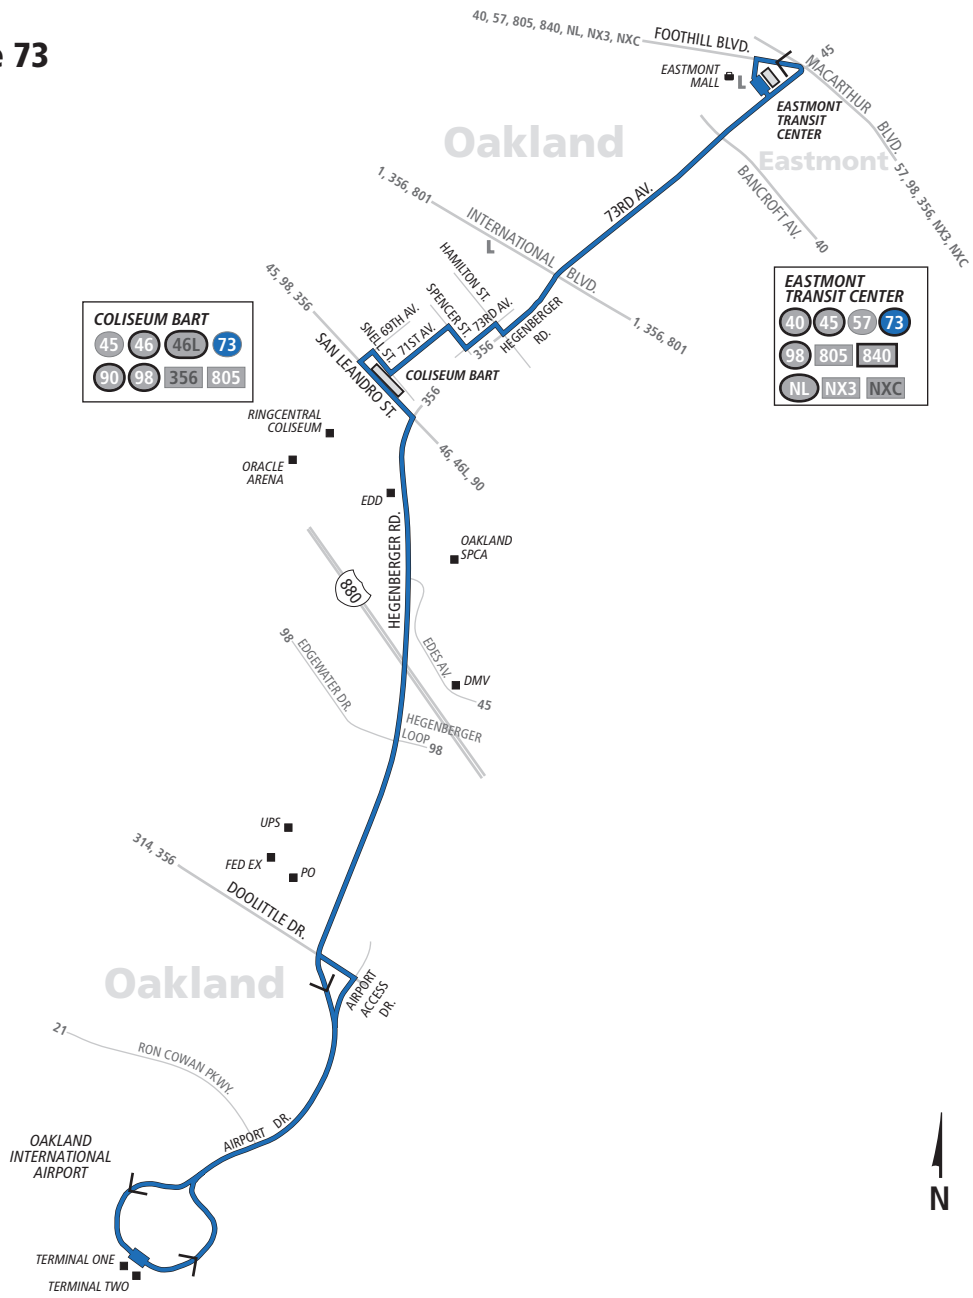 e 73
40, 57, 805, 840, NL, NX3, NXC
FOOTHILL BLVD.
45
MACARTHUR
BLVD.
57, 98, 356, NX3, NXC
EASTMONT
MALL
L
EASTMONT
TRANSIT
CENTER
Oakland
Eastmont
BANCROFT AV.
40
73RD AV.
1, 356, 801
INTERNATIONAL
BLVD.
1, 356, 801
L
HAMILTON ST.
45, 98, 356
SPENCER ST.
73RD AV.
HEGENBERGER
RD.
356
69TH AV.
SNELL ST.
71ST AV.
SAN LEANDRO ST.
COLISEUM BART
356
COLISEUM BART
45 46 46L 73
90 98 356 805
EASTMONT
TRANSIT CENTER
40 45 57 73
98 805 840
NL NX3 NXC
RINGCENTRAL
COLISEUM
ORACLE
ARENA
46, 46L, 90
EDD
HEGENBERGER RD.
OAKLAND
SPCA
880
98
EDGEWATER DR.
EDES AV.
DMV
45
HEGENBERGER
LOOP
98
UPS
FED EX
PO
314, 356
DOOLITTLE DR.
Oakland
AIRPORT
ACCESS
DR.
21
RON COWAN PKWY.
AIRPORT DR.
OAKLAND
INTERNATIONAL
AIRPORT
TERMINAL ONE
TERMINAL TWO
N